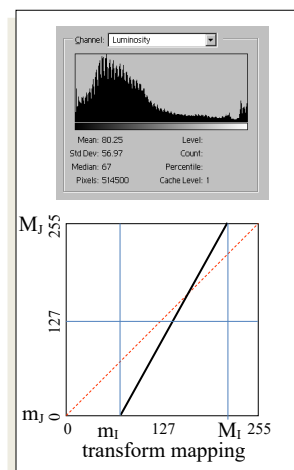 Channel: Luminosity
Mean: 80.25 Level:
Std Dev: 56.97 Count:
Median: 67 Percentile:
Pixels: 514500 Cache Level: 1
MJ 255
127
mJ 0
0 mI 127 MI 255
transform mapping